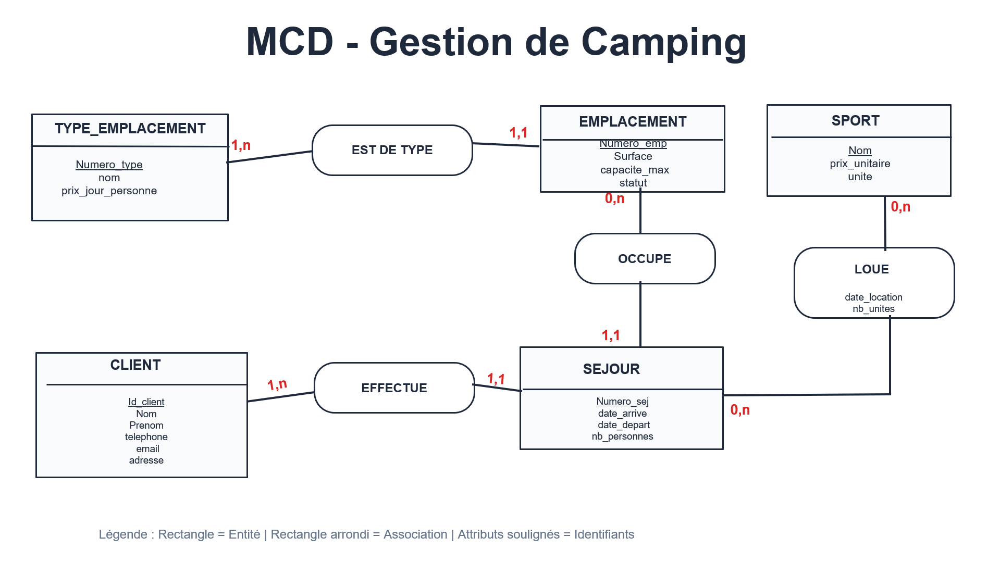 MCD - Gestion de Camping
TYPE_EMPLACEMENT
Numero_type
nom
prix_jour_personne
1,n
EST DE TYPE
1,1
EMPLACEMENT
Numero_emp
Surface
capacite_max
statut
0,n
SPORT
Nom
prix_unitaire
unite
0,n
OCCUPE
LOUE
date_location
nb_unites
1,1
CLIENT
Id_client
Nom
Prenom
telephone
email
adresse
1,n
EFFECTUE
1,1
SEJOUR
Numero_sej
date_arrive
date_depart
nb_personnes
0,n
Légende : Rectangle = Entité | Rectangle arrondi = Association | Attributs soulignés = Identifiants